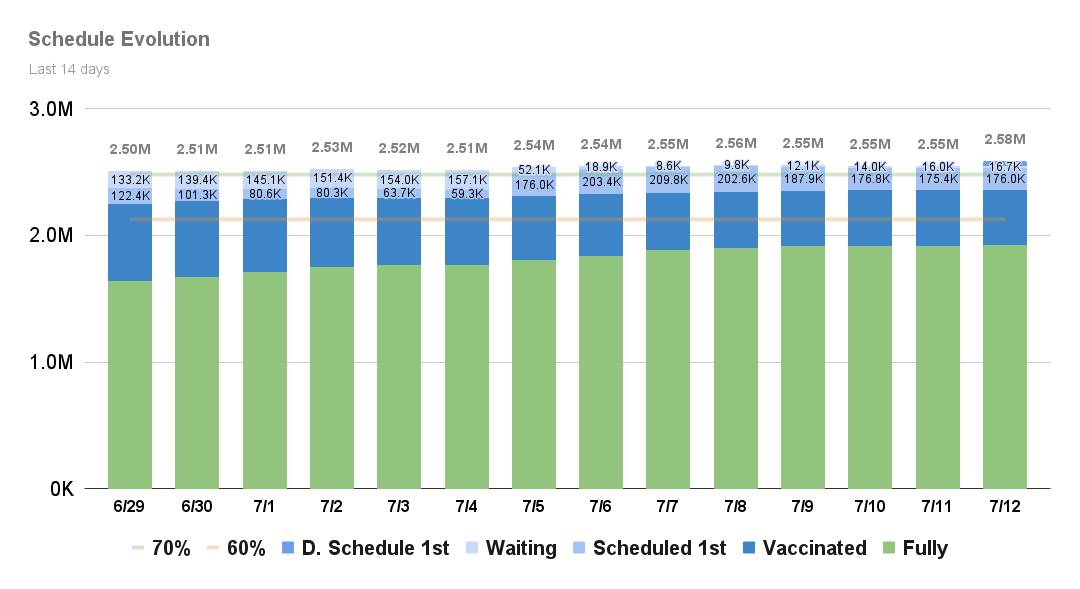 Schedule Evolution
Last 14 days
3.0M
2.50M 2.51M 2.51M 2.53M 2.52M 2.51M 2.54M 2.54M 2.55M 2.56M 2.55M 2.55M 2.55M 2.58M
133.2K 139.4K 145.1K 151.4K 154.0K 157.1K 52.1K 18.9K 8.6K 9.8K 12.1K 14.0K 16.0K 16.7K
122.4K 101.3K 80.6K 80.3K 63.7K 59.3K 176.0K 203.4K 209.8K 202.6K 187.9K 176.8K 175.4K 176.0K
2.0M
1.0M
0K
6/29 6/30 7/1 7/2 7/3 7/4 7/5 7/6 7/7 7/8 7/9 7/10 7/11 7/12
70% 60% D. Schedule 1st Waiting Scheduled 1st Vaccinated Fully